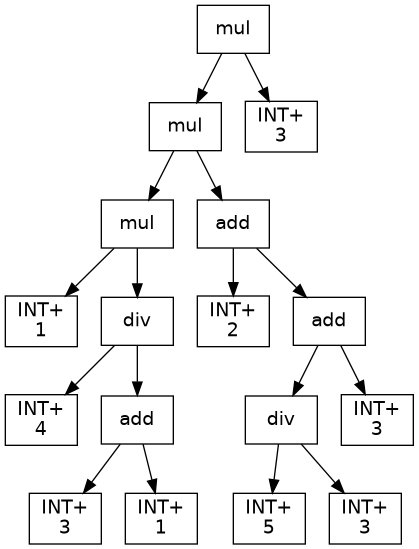 mul
mul
INT+
3
mul
add
INT+
1
div
INT+
2
add
INT+
4
add
div
INT+
3
INT+
3
INT+
1
INT+
5
INT+
3